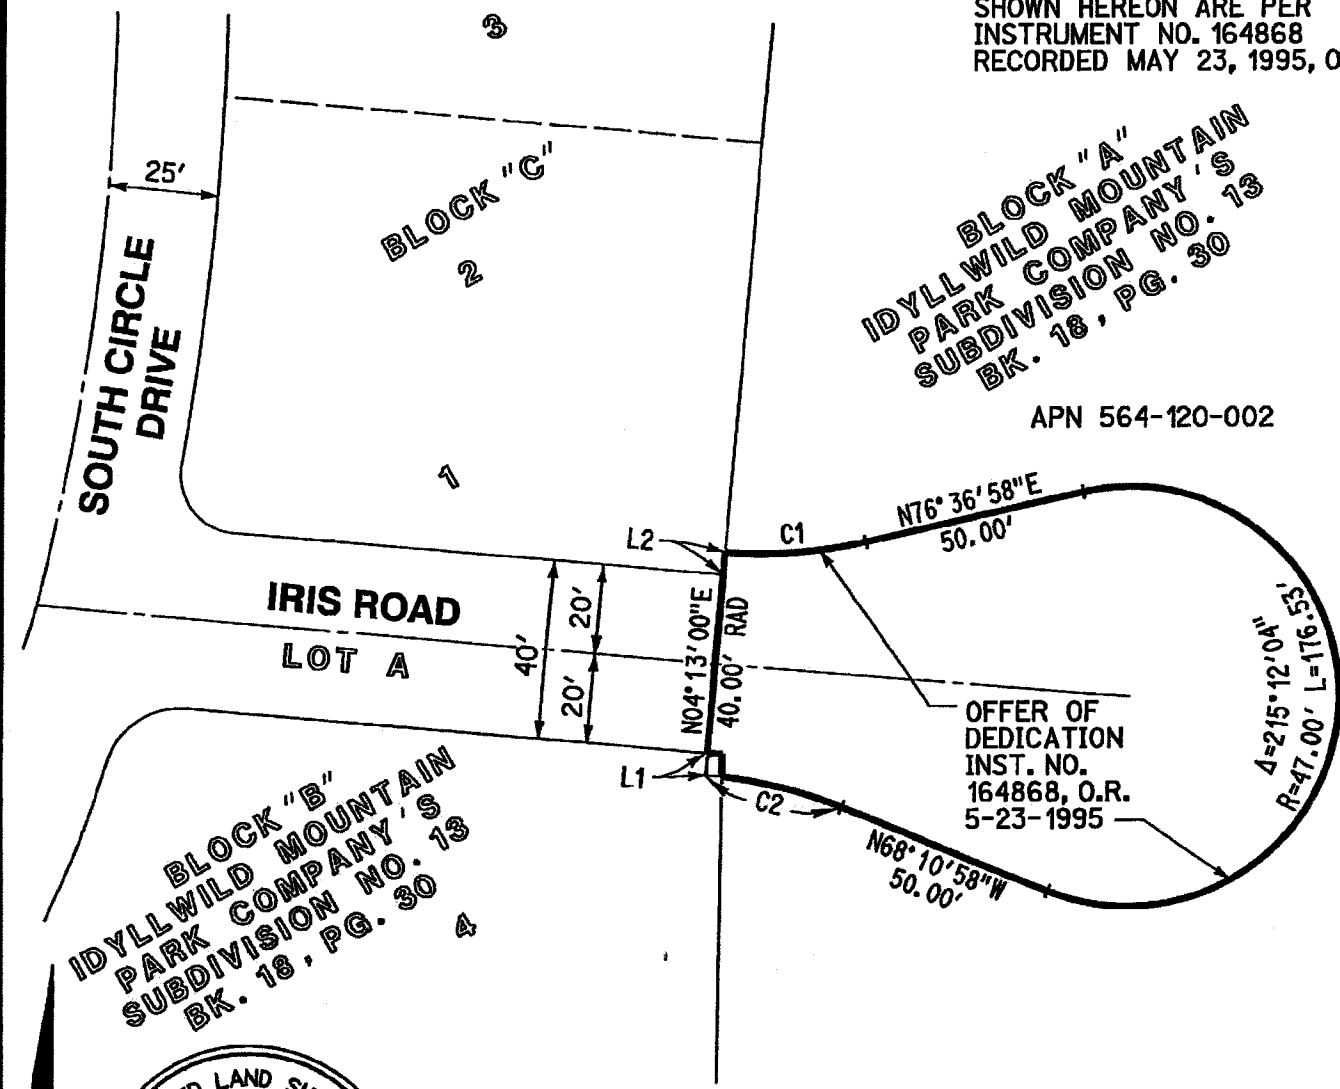 SHOWN HEREON ARE PER
INSTRUMENT NO. 164868
RECORDED MAY 23, 1995, O
3
25'
BLOCK "C"
2
SOUTH CIRCLE
DRIVE
1
BLOCK "A"
IDYLLWILD MOUNTAIN
PARK COMPANY'S
SUBDIVISION NO. 13
BK. 18, PG. 30
APN 564-120-002
L2
C1
N76°36'58"E
50.00'
IRIS ROAD
LOT A
40'
20'
20'
N04°13'00"E
40.00' RAD
Δ=215°12'04"
R=47.00' L=176.53'
OFFER OF
DEDICATION
INST. NO.
164868, O.R.
5-23-1995
L1
C2
N68°10'58"W
50.00'
BLOCK "B"
IDYLLWILD MOUNTAIN
PARK COMPANY'S
SUBDIVISION NO. 13
BK. 18, PG. 30
4
LAND